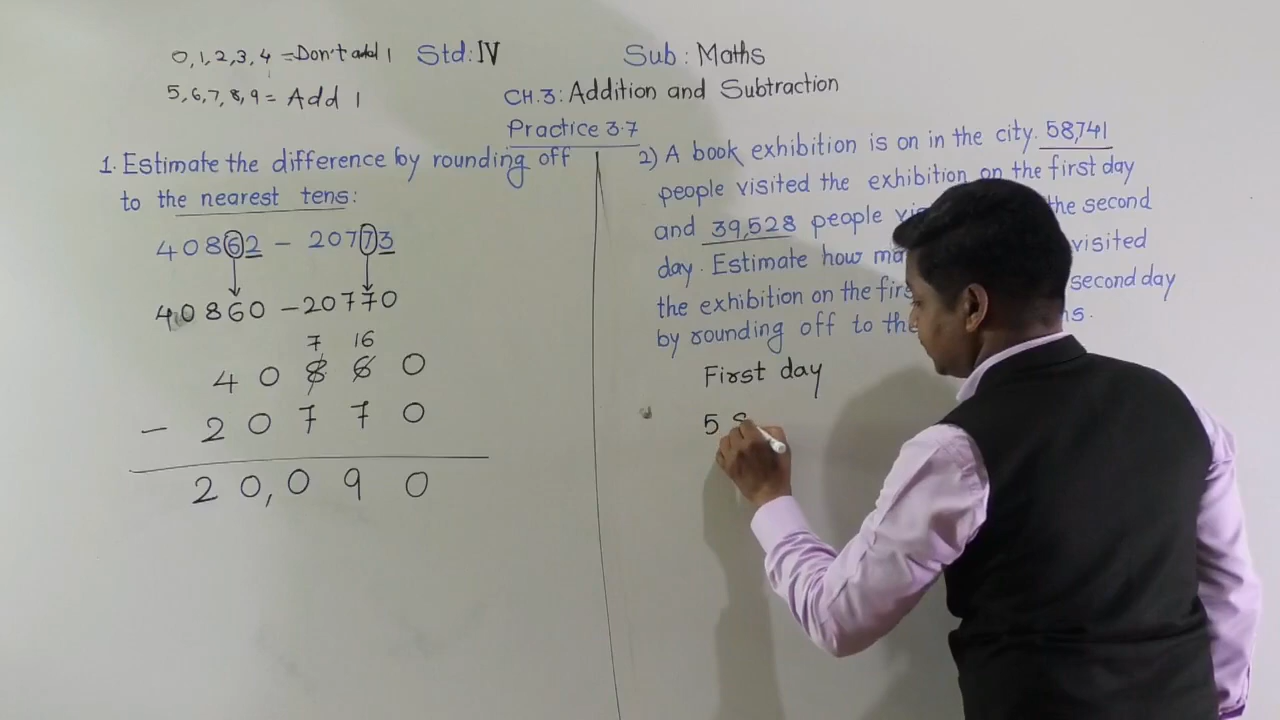 0, 1, 2, 3, 4 = Don't add 1
Std: IV
Sub : Maths
5, 6, 7, 8, 9 = Add 1
CH.3: Addition and Subtraction
Practice 3.7
1. Estimate the difference by rounding off
to the nearest tens:
40862 - 20773
40860 - 20770
7 16
4 0 8 6 0
- 2 0 7 7 0
2 0, 0 9 0
2) A book exhibition is on in the city. 58,741
people visited the exhibition on the first day
and 39,528 people the second
day. Estimate how visited
the exhibition on the second day
by rounding off to the
First day
5 8